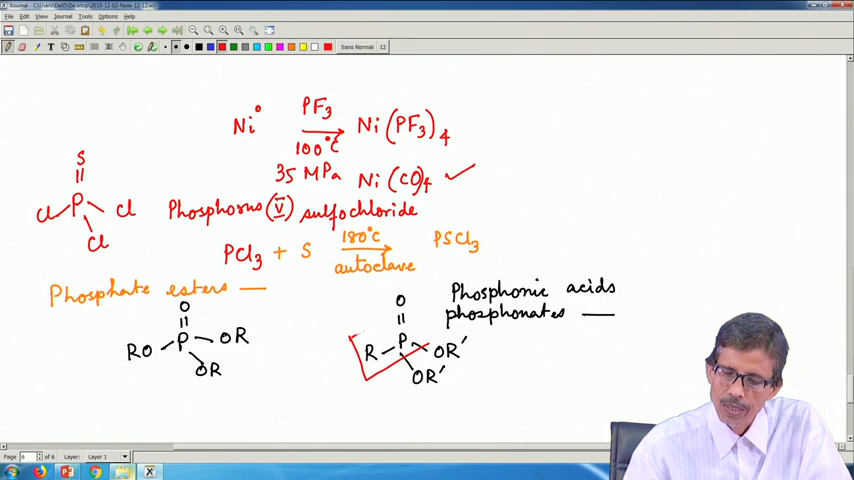 Xournal - C:\Users\Dell5\Desktop\2018-12-02-Note-12-12.xoj
File Edit View Journal Tools Options Help
Sans Normal 12
Ni° PF3 Ni(PF3)4
100°C
35 MPa Ni(CO)4 ✓
S
P
Cl Cl
Cl
Phosphorus (V) sulfochloride
PCl3 + S 180°C PSCl3
autoclave
Phosphate esters —
O
RO P OR
OR
Phosphonic acids
phosphonates —
O
R P OR'
OR'
Page 6 of 6 Layer: Layer 1